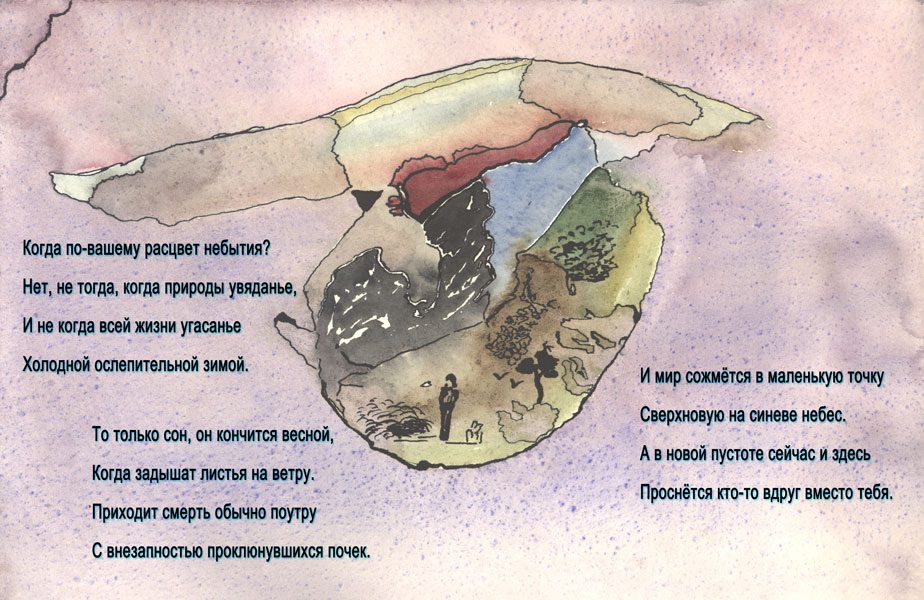 Когда по-вашему расцвет небытия?
Нет, не тогда, когда природы увяданье,
И не когда всей жизни угасанье
Холодной ослепительной зимой.
То только сон, он кончится весной,
Когда задышат листья на ветру.
Приходит смерть обычно поутру
С внезапностью проклюнувшихся почек.
И мир сожмётся в маленькую точку
Сверхновую на синеве небес.
А в новой пустоте сейчас и здесь
Проснётся кто-то вдруг вместо тебя.